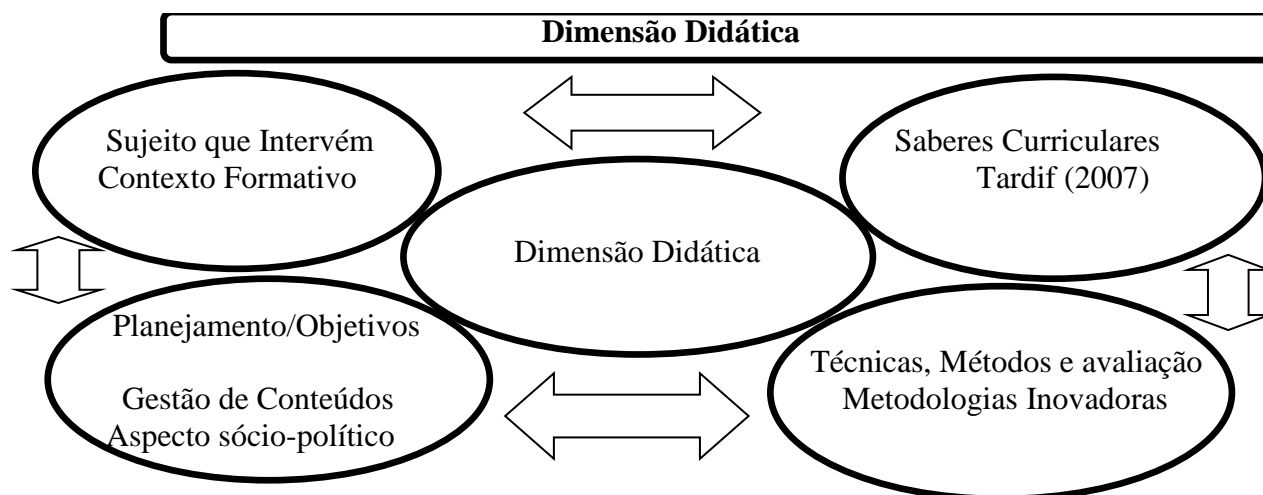 Dimensão Didática
Sujeito que Intervém
Contexto Formativo
Saberes Curriculares
Tardif (2007)
Dimensão Didática
Planejamento/Objetivos
Gestão de Conteúdos
Aspecto sócio-político
Técnicas, Métodos e avaliação
Metodologias Inovadoras